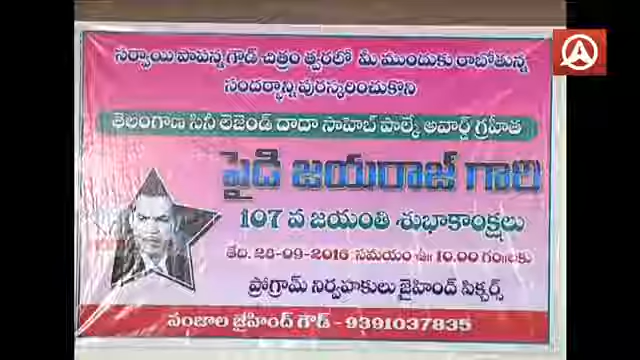 సర్వాయి పాపన్న గౌడ్ చిత్రం త్వరలో మీ ముందుకు రాబోతున్న
సందర్భాన్ని పురస్కరించుకొని
తెలంగాణ సినీ లెజెండ్ దాదా సాహెబ్ పాల్కే అవార్డ్ గ్రహీత
పైడి జయరాజ్ గారి
107 వ జయంతి శుభాకాంక్షలు
తేది. 28-09-2016 సమయం ఉ॥ 10.00 గం॥లకు
ప్రోగ్రామ్ నిర్వహకులు జైహింద్ పిక్చర్స్
పంజాల జైహింద్ గౌడ్ - 9391037835